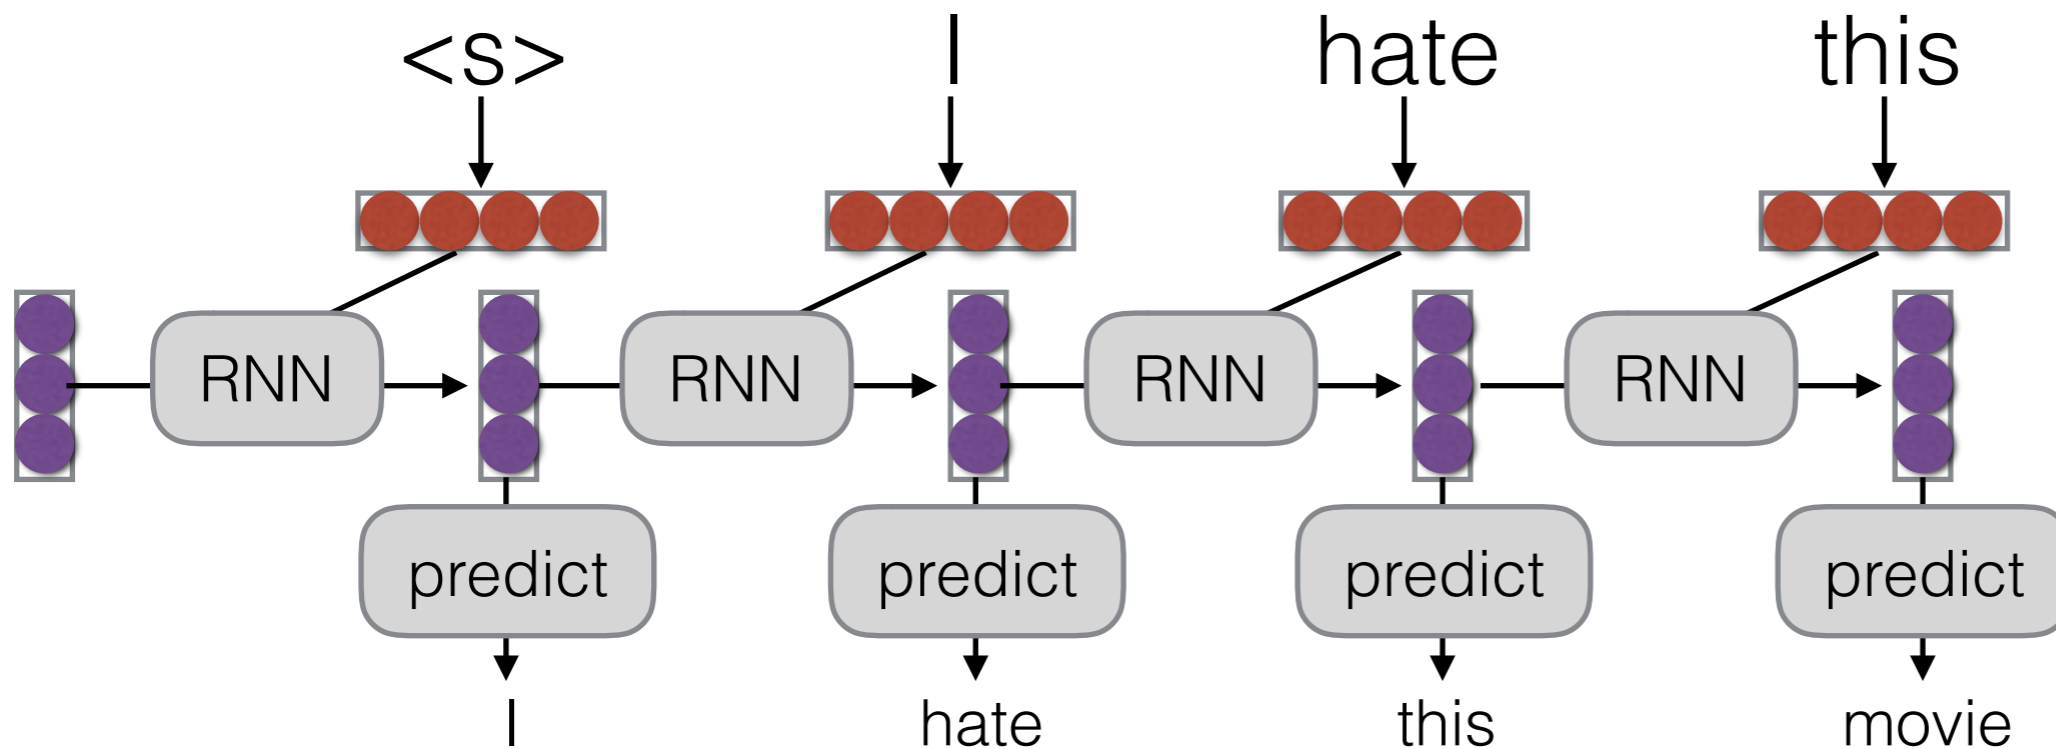 <s> I hate this
RNN RNN RNN RNN
predict predict predict predict
I hate this movie